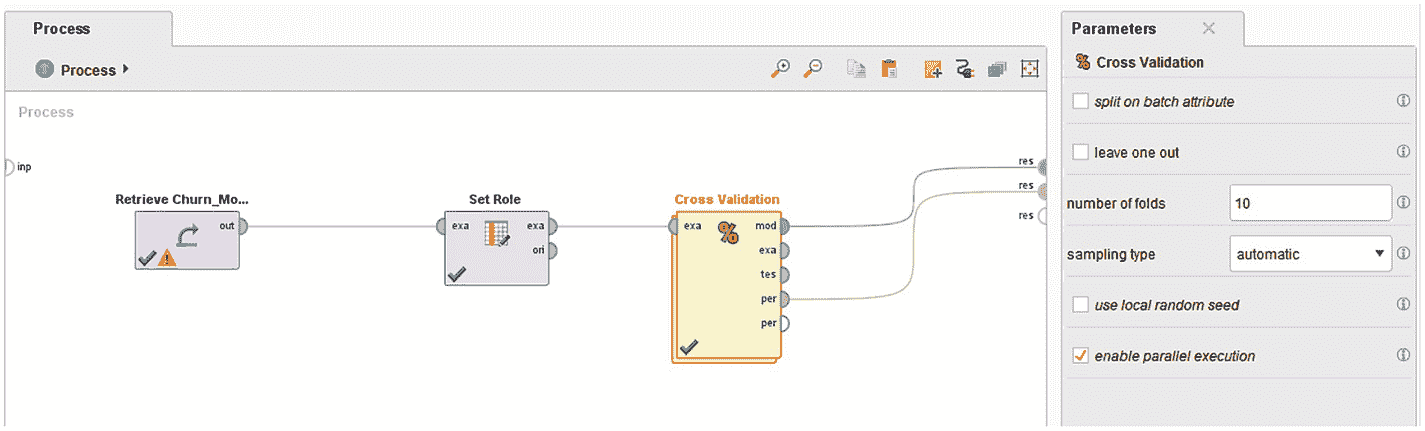 Process
Process
Process
inp
Retrieve Churn_Mo...
out
Set Role
exa
exa
ori
Cross Validation
exa
mod
exa
tes
per
per
%
res
res
res
Parameters
% Cross Validation
split on batch attribute
leave one out
number of folds
10
sampling type
automatic
use local random seed
enable parallel execution